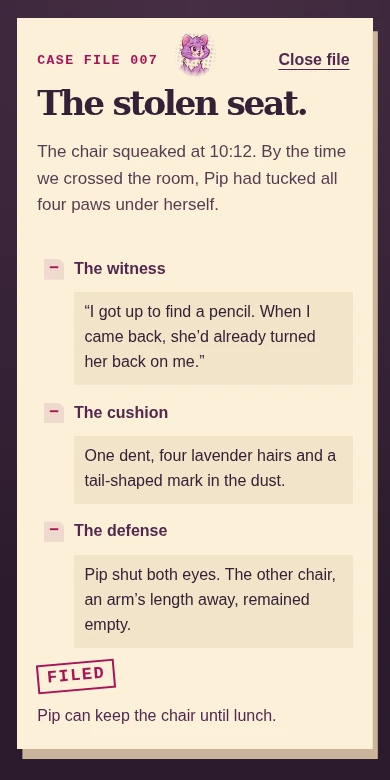 CASE FILE 007
Close file
The stolen seat.
The chair squeaked at 10:12. By the time
we crossed the room, Pip had tucked all
four paws under herself.
The witness
“I got up to find a pencil. When I
came back, she’d already turned
her back on me.”
The cushion
One dent, four lavender hairs and a
tail-shaped mark in the dust.
The defense
Pip shut both eyes. The other chair,
an arm’s length away, remained
empty.
FILED
Pip can keep the chair until lunch.